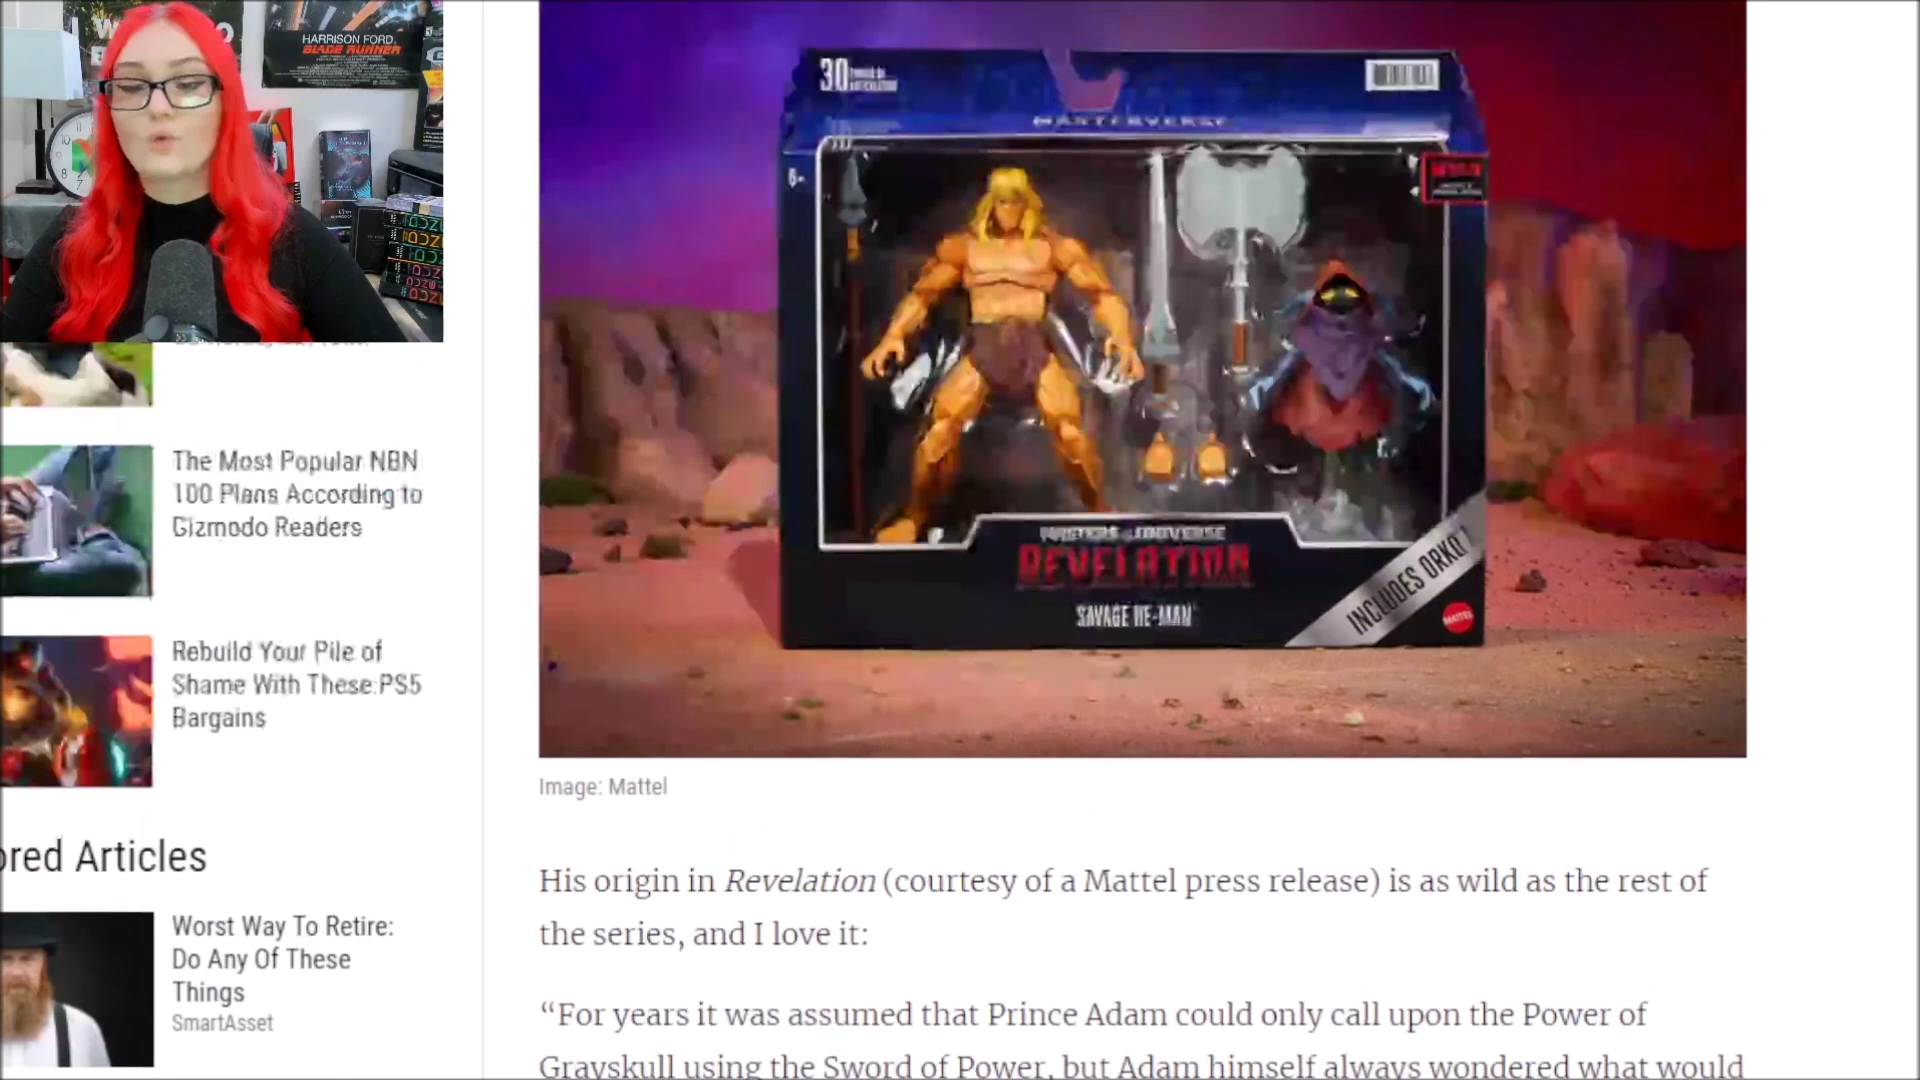 HARRISON FORD.
BLADE RUNNER
30
MASTERVERSE
6+
REVELATION
SAVAGE HE-MAN
INCLUDES ORKO!
MATTEL
The Most Popular NBN
100 Plans According to
Gizmodo Readers
Rebuild Your Pile of
Shame With These PS5
Bargains
ored Articles
Worst Way To Retire:
Do Any Of These
Things
SmartAsset
Image: Mattel
His origin in Revelation (courtesy of a Mattel press release) is as wild as the rest of
the series, and I love it:
“For years it was assumed that Prince Adam could only call upon the Power of
Grayskull using the Sword of Power, but Adam himself always wondered what would